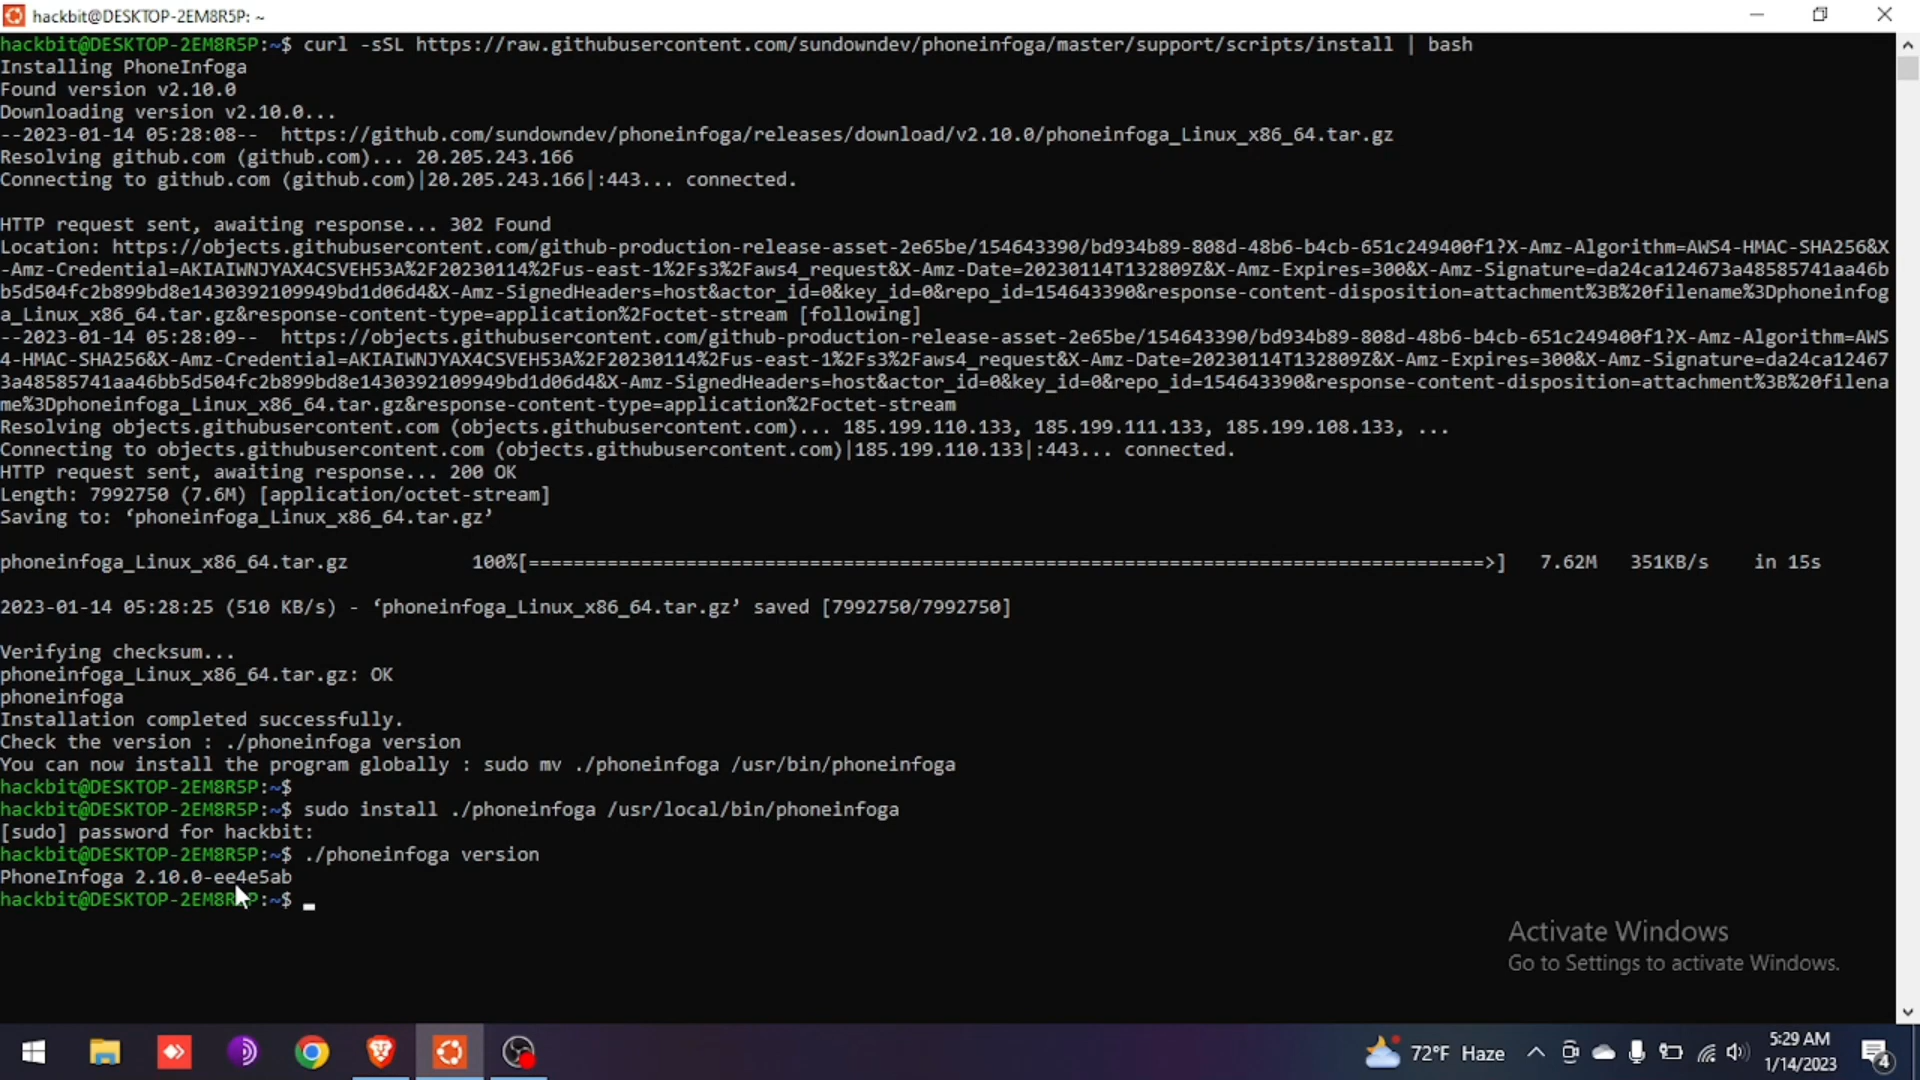 hackbit@DESKTOP-2EM8R5P: ~
hackbit@DESKTOP-2EM8R5P:~$ curl -sSL https://raw.githubusercontent.com/sundowndev/phoneinfoga/master/support/scripts/install | bash
Installing PhoneInfoga
Found version v2.10.0
Downloading version v2.10.0...
--2023-01-14 05:28:08--  https://github.com/sundowndev/phoneinfoga/releases/download/v2.10.0/phoneinfoga_Linux_x86_64.tar.gz
Resolving github.com (github.com)... 20.205.243.166
Connecting to github.com (github.com)|20.205.243.166|:443... connected.
HTTP request sent, awaiting response... 302 Found
Location: https://objects.githubusercontent.com/github-production-release-asset-2e65be/154643390/bd934b89-808d-48b6-b4cb-651c249400f1?X-Amz-Algorithm=AWS4-HMAC-SHA256&X
-Amz-Credential=AKIAIWNJYAX4CSVEH53A%2F20230114%2Fus-east-1%2Fs3%2Faws4_request&X-Amz-Date=20230114T132809Z&X-Amz-Expires=300&X-Amz-Signature=da24ca124673a48585741aa46b
b5d504fc2b899bd8e1430392109949bd1d06d4&X-Amz-SignedHeaders=host&actor_id=0&key_id=0&repo_id=154643390&response-content-disposition=attachment%3B%20filename%3Dphoneinfog
a_Linux_x86_64.tar.gz&response-content-type=application%2Foctet-stream [following]
--2023-01-14 05:28:09--  https://objects.githubusercontent.com/github-production-release-asset-2e65be/154643390/bd934b89-808d-48b6-b4cb-651c249400f1?X-Amz-Algorithm=AWS
4-HMAC-SHA256&X-Amz-Credential=AKIAIWNJYAX4CSVEH53A%2F20230114%2Fus-east-1%2Fs3%2Faws4_request&X-Amz-Date=20230114T132809Z&X-Amz-Expires=300&X-Amz-Signature=da24ca12467
3a48585741aa46bb5d504fc2b899bd8e1430392109949bd1d06d4&X-Amz-SignedHeaders=host&actor_id=0&key_id=0&repo_id=154643390&response-content-disposition=attachment%3B%20filena
me%3Dphoneinfoga_Linux_x86_64.tar.gz&response-content-type=application%2Foctet-stream
Resolving objects.githubusercontent.com (objects.githubusercontent.com)... 185.199.110.133, 185.199.111.133, 185.199.108.133, ...
Connecting to objects.githubusercontent.com (objects.githubusercontent.com)|185.199.110.133|:443... connected.
HTTP request sent, awaiting response... 200 OK
Length: 7992750 (7.6M) [application/octet-stream]
Saving to: ‘phoneinfoga_Linux_x86_64.tar.gz’
phoneinfoga_Linux_x86_64.tar.gz 100%[=====================================================================================>] 7.62M 351KB/s in 15s
2023-01-14 05:28:25 (510 KB/s) - ‘phoneinfoga_Linux_x86_64.tar.gz’ saved [7992750/7992750]
Verifying checksum...
phoneinfoga_Linux_x86_64.tar.gz: OK
phoneinfoga
Installation completed successfully.
Check the version : ./phoneinfoga version
You can now install the program globally : sudo mv ./phoneinfoga /usr/bin/phoneinfoga
hackbit@DESKTOP-2EM8R5P:~$
hackbit@DESKTOP-2EM8R5P:~$ sudo install ./phoneinfoga /usr/local/bin/phoneinfoga
[sudo] password for hackbit:
hackbit@DESKTOP-2EM8R5P:~$ ./phoneinfoga version
PhoneInfoga 2.10.0-ee4e5ab
hackbit@DESKTOP-2EM8R5P:~$
Activate Windows
Go to Settings to activate Windows.
72°F Haze
5:29 AM
1/14/2023
4